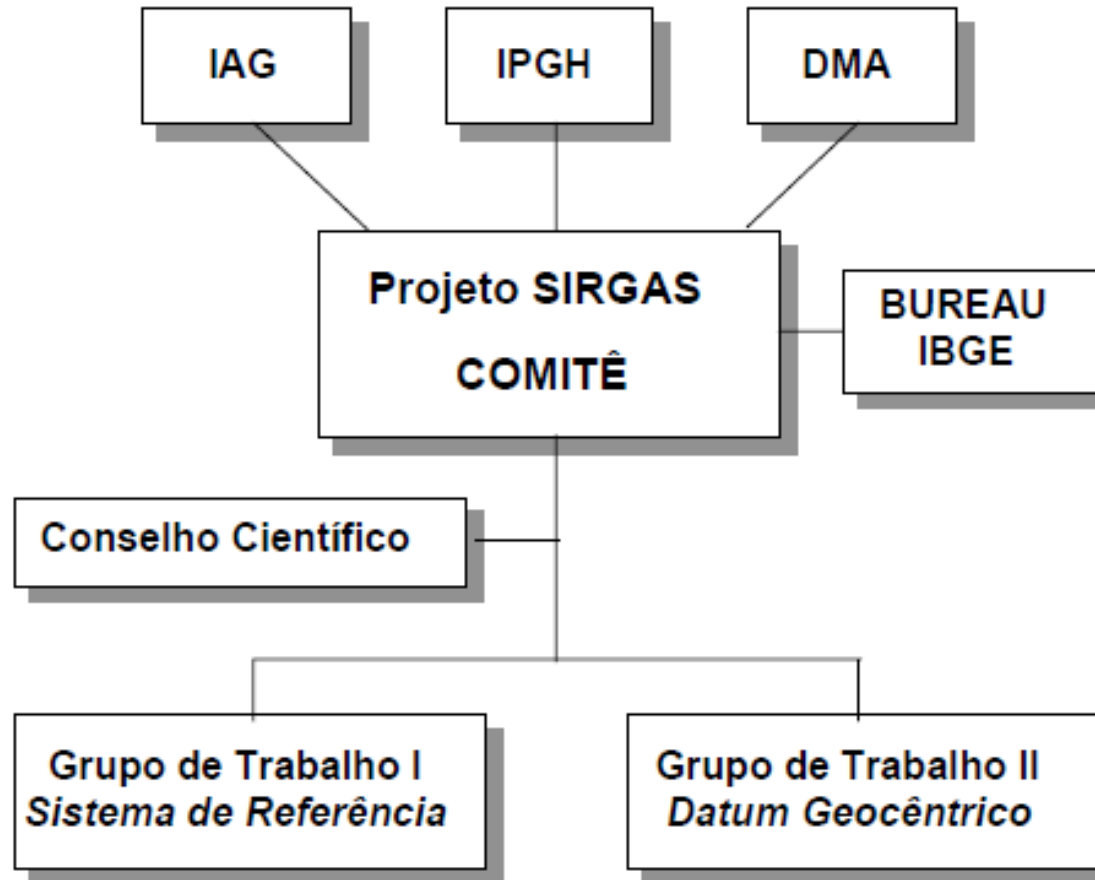 IAG
IPGH
DMA
Projeto SIRGAS
COMITÊ
BUREAU
IBGE
Conselho Científico
Grupo de Trabalho I
Sistema de Referência
Grupo de Trabalho II
Datum Geocêntrico